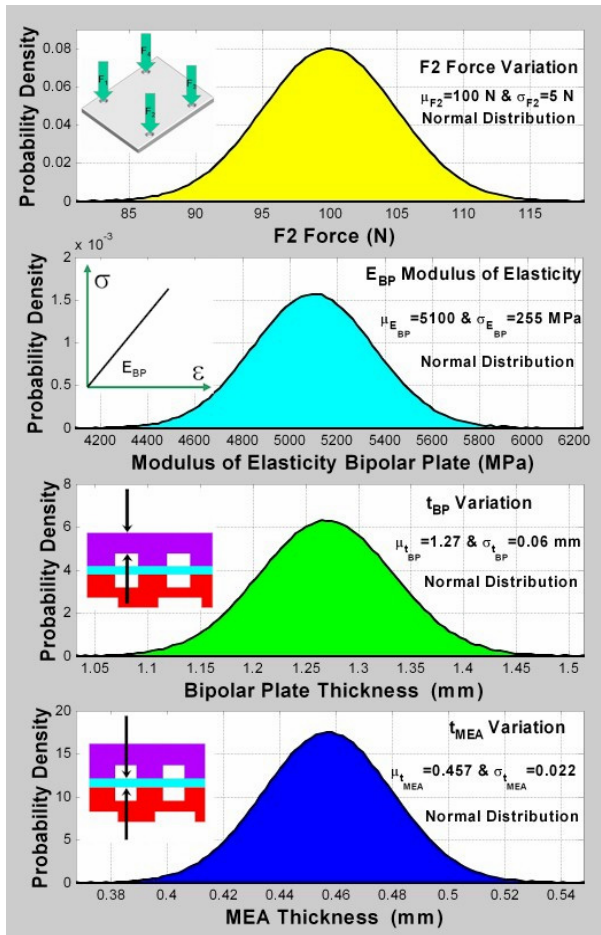 Probability Density
0.08
0.06
0.04
0.02
0
F₁
F₄
F₃
F₂
F2 Force Variation
μF2=100 N & σF2=5 N
Normal Distribution
85 90 95 100 105 110 115
F2 Force (N)
x 10⁻³
Probability Density
2
1.5
1
0.5
0
σ
EBP
ε
EBP Modulus of Elasticity
μEBP=5100 & σEBP=255 MPa
Normal Distribution
4200 4400 4600 4800 5000 5200 5400 5600 5800 6000 6200
Modulus of Elasticity Bipolar Plate (MPa)
Probability Density
8
6
4
2
0
tBP Variation
μtBP=1.27 & σtBP=0.06 mm
Normal Distribution
1.05 1.1 1.15 1.2 1.25 1.3 1.35 1.4 1.45 1.5
Bipolar Plate Thickness (mm)
Probability Density
20
15
10
5
0
tMEA Variation
μtMEA=0.457 & σtMEA=0.022
Normal Distribution
0.38 0.4 0.42 0.44 0.46 0.48 0.5 0.52 0.54
MEA Thickness (mm)